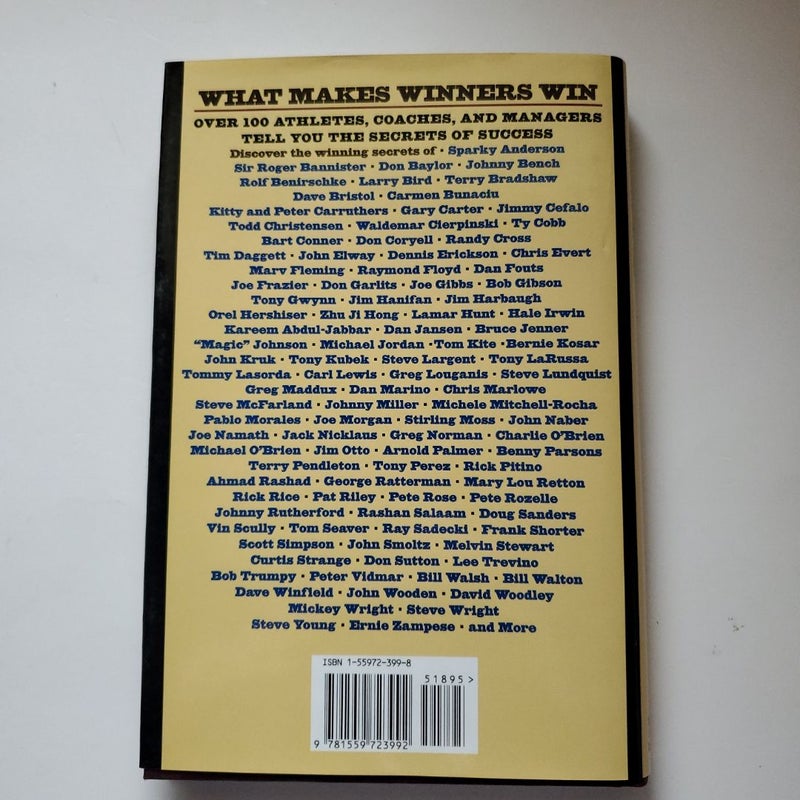 WHAT MAKES WINNERS WIN
OVER 100 ATHLETES, COACHES, AND MANAGERS
TELL YOU THE SECRETS OF SUCCESS
Discover the winning secrets of · Sparky Anderson
Sir Roger Bannister · Don Baylor · Johnny Bench
Rolf Benirschke · Larry Bird · Terry Bradshaw
Dave Bristol · Carmen Bunaciu
Kitty and Peter Carruthers · Gary Carter · Jimmy Cefalo
Todd Christensen · Waldemar Cierpinski · Ty Cobb
Bart Conner · Don Coryell · Randy Cross
Tim Daggett · John Elway · Dennis Erickson · Chris Evert
Marv Fleming · Raymond Floyd · Dan Fouts
Joe Frazier · Don Garlits · Joe Gibbs · Bob Gibson
Tony Gwynn · Jim Hanifan · Jim Harbaugh
Orel Hershiser · Zhu Ji Hong · Lamar Hunt · Hale Irwin
Kareem Abdul-Jabbar · Dan Jansen · Bruce Jenner
"Magic" Johnson · Michael Jordan ·Tom Kite ·Bernie Kosar
John Kruk · Tony Kubek · Steve Largent · Tony LaRussa
Tommy Lasorda · Carl Lewis · Greg Louganis · Steve Lundquist
Greg Maddux · Dan Marino · Chris Marlowe
Steve McFarland · Johnny Miller · Michele Mitchell-Rocha
Pablo Morales · Joe Morgan · Stirling Moss · John Naber
Joe Namath · Jack Nicklaus · Greg Norman · Charlie O'Brien
Michael O'Brien · Jim Otto · Arnold Palmer · Benny Parsons
Terry Pendleton · Tony Perez · Rick Pitino
Ahmad Rashad · George Ratterman · Mary Lou Retton
Rick Rice · Pat Riley · Pete Rose · Pete Rozelle
Johnny Rutherford · Rashan Salaam · Doug Sanders
Vin Scully · Tom Seaver · Ray Sadecki · Frank Shorter
Scott Simpson · John Smoltz · Melvin Stewart
Curtis Strange · Don Sutton · Lee Trevino
Bob Trumpy · Peter Vidmar · Bill Walsh · Bill Walton
Dave Winfield · John Wooden · David Woodley
Mickey Wright · Steve Wright
Steve Young · Ernie Zampese · and More
ISBN 1-55972-399-8
51895 >
9 781559 723992